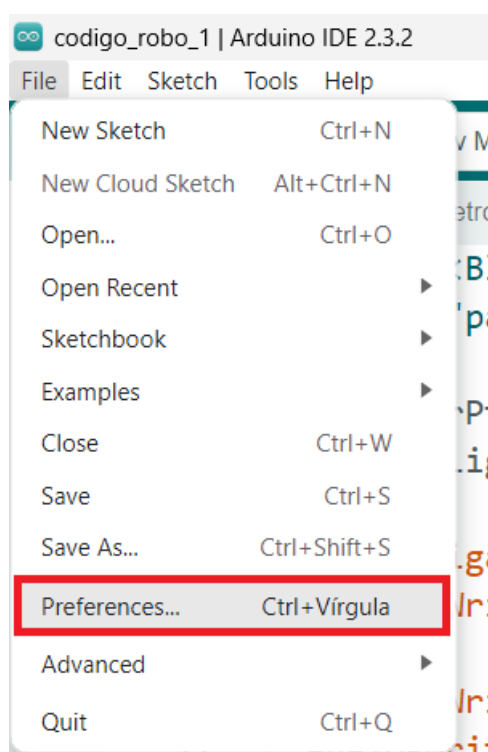 codigo_robo_1 | Arduino IDE 2.3.2
File Edit Sketch Tools Help
New Sketch Ctrl+N
New Cloud Sketch Alt+Ctrl+N
Open... Ctrl+O
Open Recent
Sketchbook
Examples
Close Ctrl+W
Save Ctrl+S
Save As... Ctrl+Shift+S
Preferences... Ctrl+Vírgula
Advanced
Quit Ctrl+Q